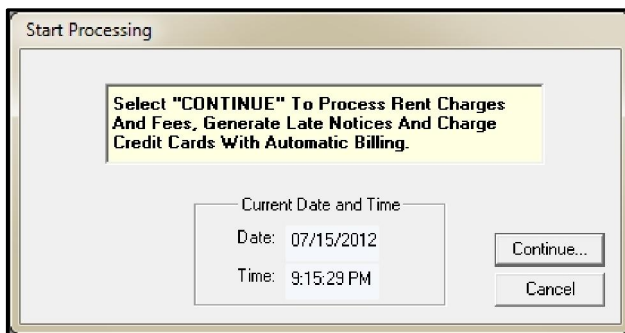 Start Processing
Select "CONTINUE" To Process Rent Charges
And Fees, Generate Late Notices And Charge
Credit Cards With Automatic Billing.
Current Date and Time
Date: 07/15/2012
Time: 9:15:29 PM
Continue...
Cancel